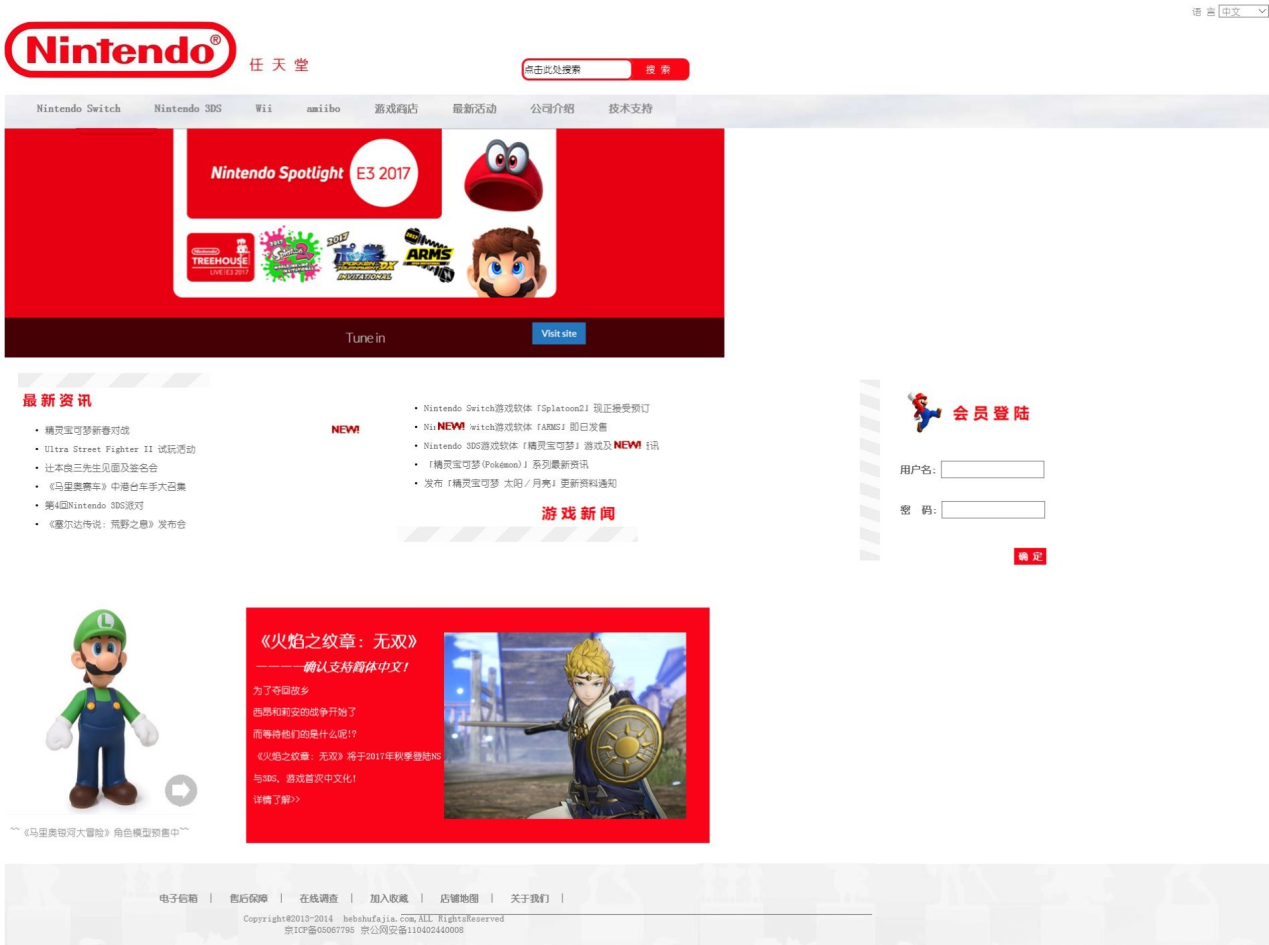 语 言 中文
Nintendo®
任 天 堂
点击此处搜索
搜 索
Nintendo Switch Nintendo 3DS Wii amiibo 游戏商店 最新活动 公司介绍 技术支持
Nintendo Spotlight E3 2017
Nintendo
TREEHOUSE
LIVE | E3 2017
2017
Splatoon 2
2017
ARMS
INVITATIONAL
Tune in
Visit site
最新资讯
• 精灵宝可梦新春对战
• Ultra Street Fighter II 试玩活动
• 辻本良三先生见面及签名会
• 《马里奥赛车》中港台车手大召集
• 第4回Nintendo 3DS派对
• 《塞尔达传说：荒野之息》发布会
NEW!
• Nintendo Switch游戏软体「Splatoon2」现正接受预订
• Ni NEW! witch游戏软体「ARMS」即日发售
• Nintendo 3DS游戏软体「精灵宝可梦」游戏及 NEW! 讯
• 「精灵宝可梦(Pokémon)」系列最新资讯
• 发布「精灵宝可梦 太阳／月亮」更新资料通知
游戏新闻
会员登陆
用户名:
密 码:
确 定
《火焰之纹章：无双》
————确认支持简体中文!
为了夺回故乡
西昂和莉安的战争开始了
而等待他们的是什么呢!?
《火焰之纹章：无双》将于2017年秋季登陆NS
与3DS，游戏首次中文化!
详情了解>>
~~《马里奥银河大冒险》角色模型预售中~~
电子信箱 | 售后保障 | 在线调查 | 加入收藏 | 店铺地图 | 关于我们 |
Copyright@2013-2014 hebshufajia.com,ALL RightsReserved
京ICP备05067795 京公网安备110402440008